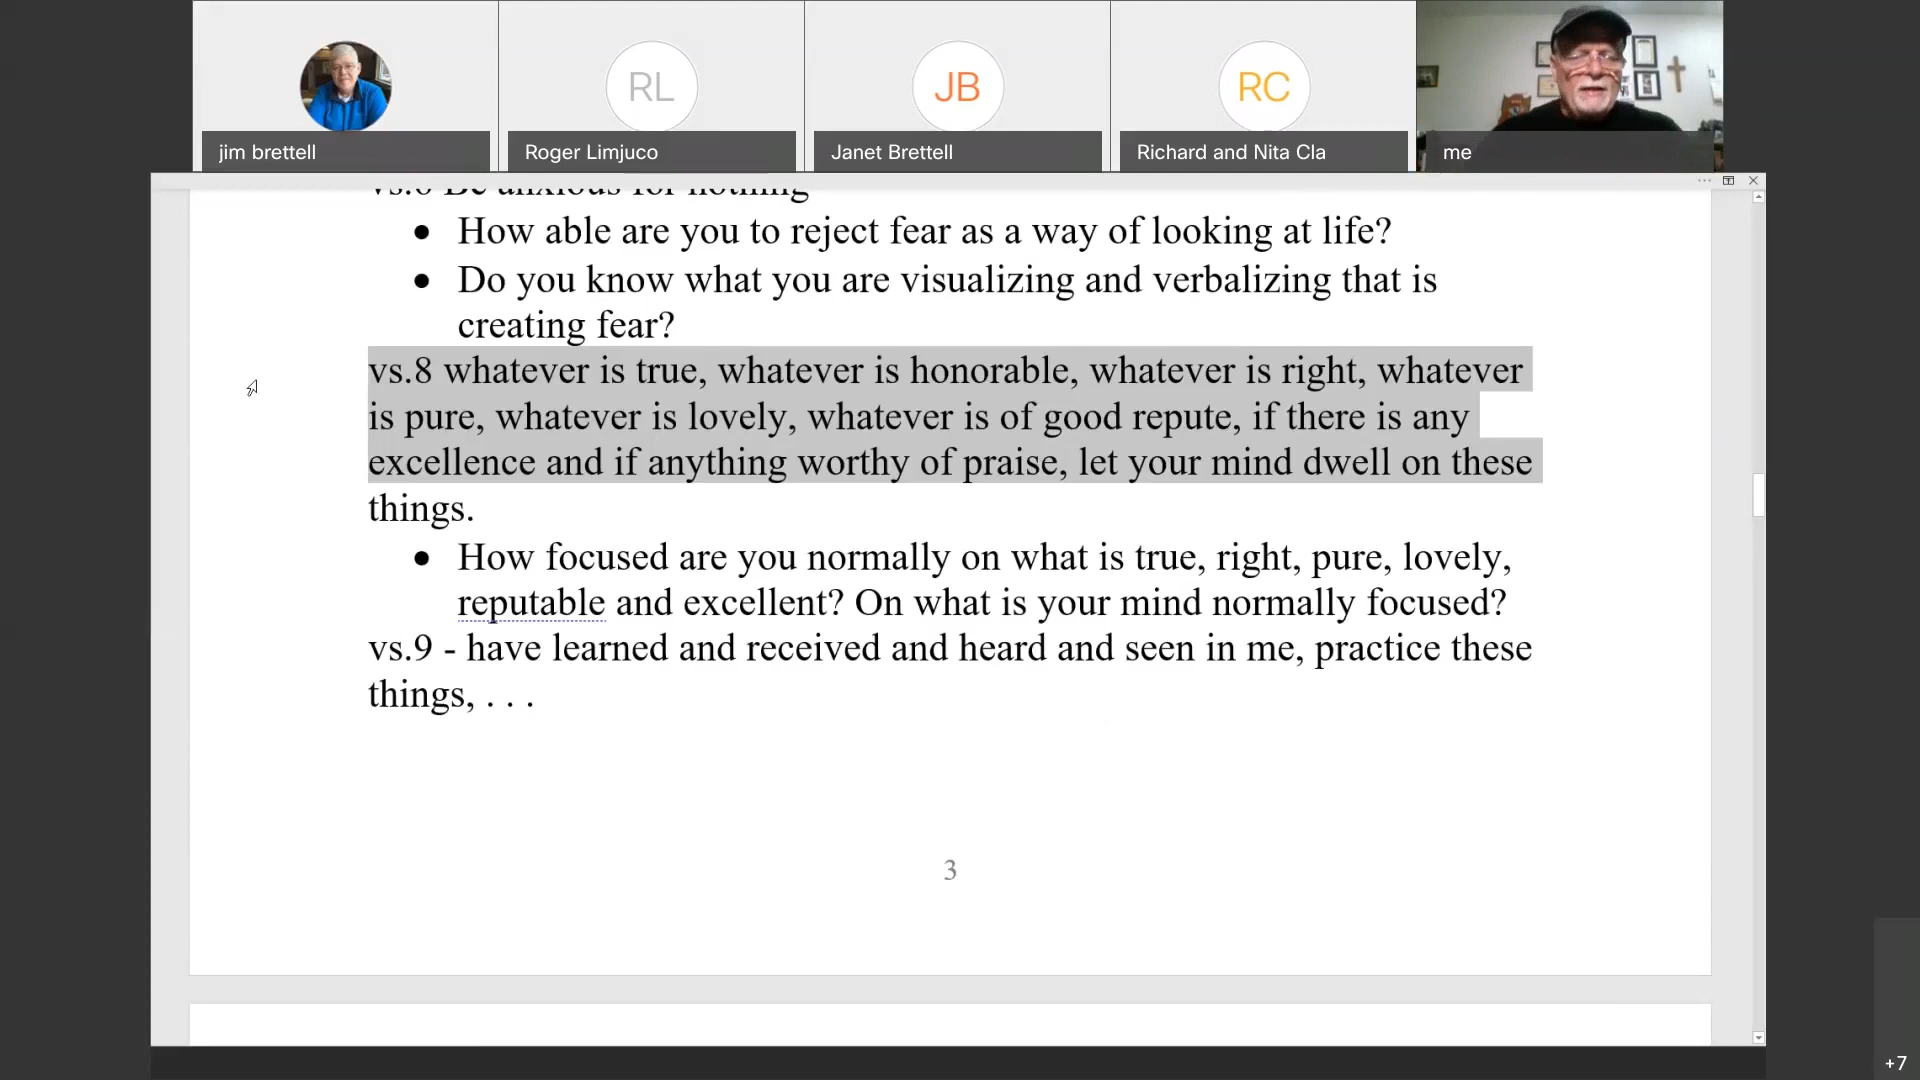 RL
JB
RC
jim brettell
Roger Limjuco
Janet Brettell
Richard and Nita Cla
me
vs.6 Be anxious for nothing
• How able are you to reject fear as a way of looking at life?
• Do you know what you are visualizing and verbalizing that is
creating fear?
vs.8 whatever is true, whatever is honorable, whatever is right, whatever
is pure, whatever is lovely, whatever is of good repute, if there is any
excellence and if anything worthy of praise, let your mind dwell on these
things.
• How focused are you normally on what is true, right, pure, lovely,
reputable and excellent? On what is your mind normally focused?
vs.9 - have learned and received and heard and seen in me, practice these
things, . . .
3
+7